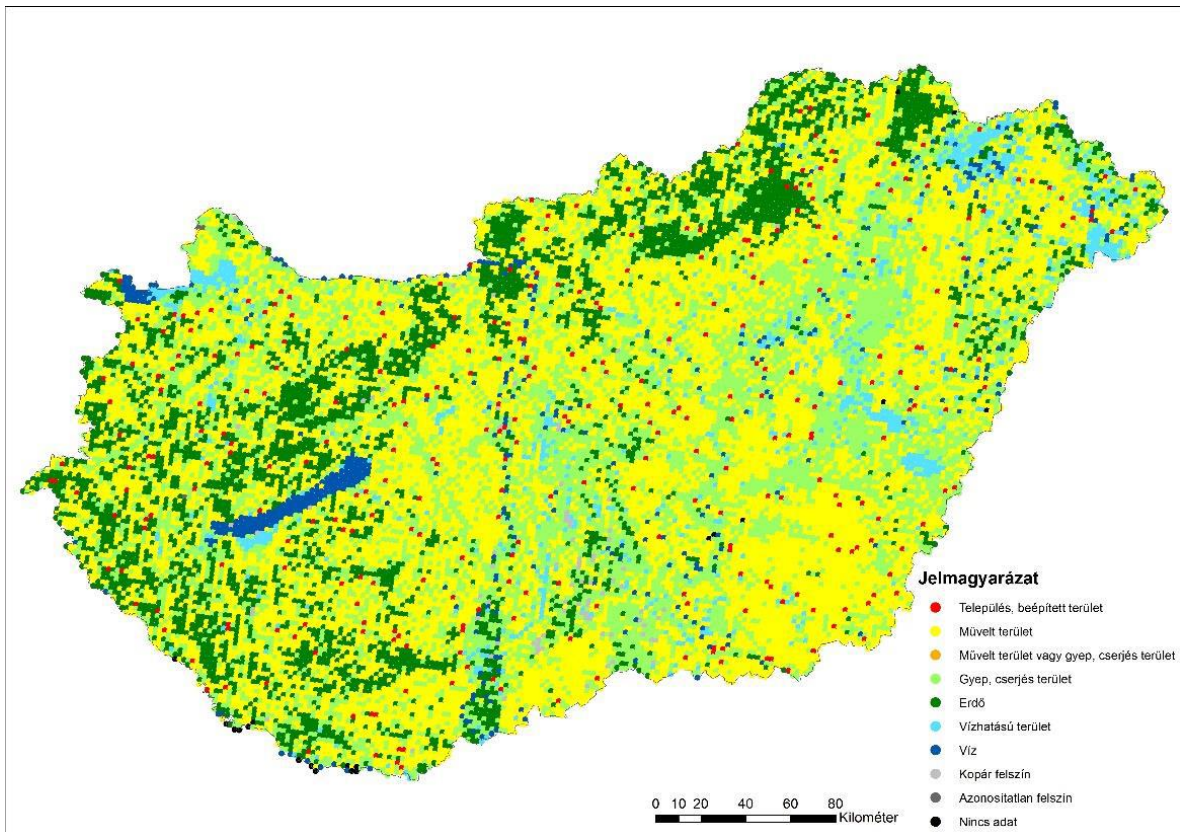 Jelmagyarázat
Település, beépített terület
Művelt terület
Művelt terület vagy gyep, cserjés terület
Gyep, cserjés terület
Erdő
Vízhatású terület
Víz
Kopár felszín
Azonosítatlan felszín
Nincs adat
0 10 20 40 60 80
Kilométer